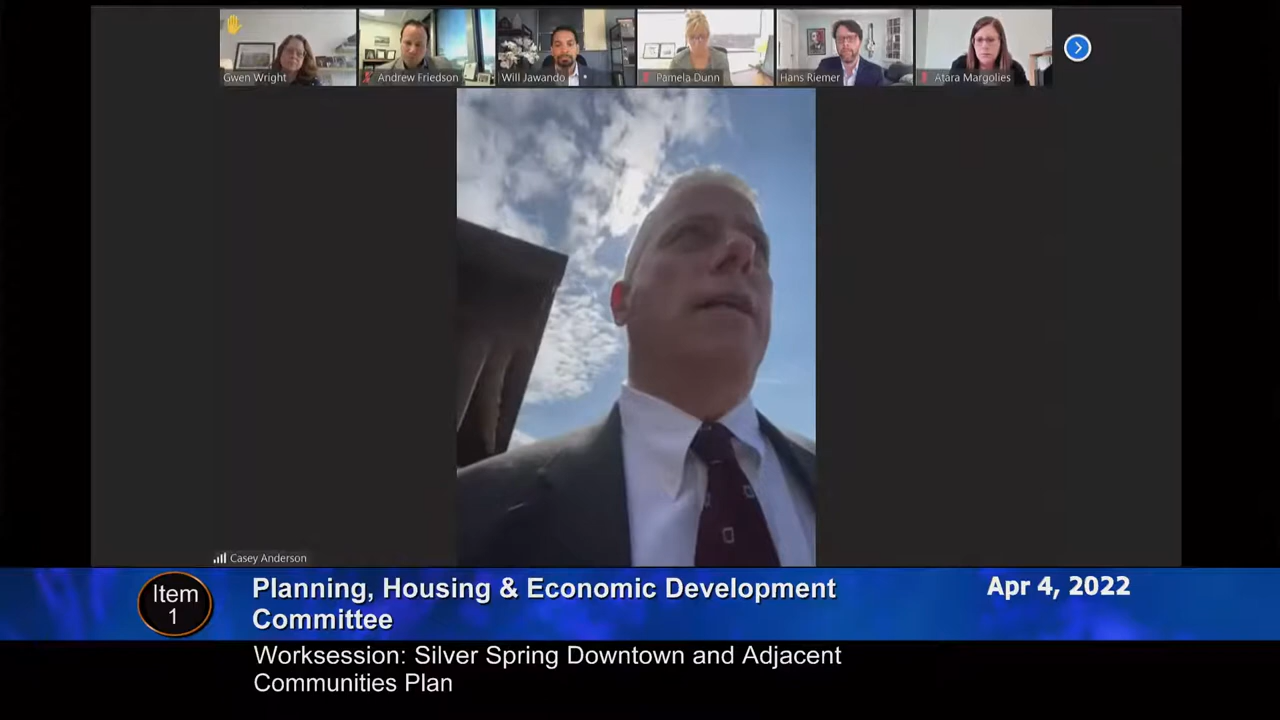 Gwen Wright
Andrew Friedson
Will Jawando
Pamela Dunn
Hans Riemer
Atara Margolies
Casey Anderson
Item
1
Planning, Housing & Economic Development
Committee
Apr 4, 2022
Worksession: Silver Spring Downtown and Adjacent
Communities Plan